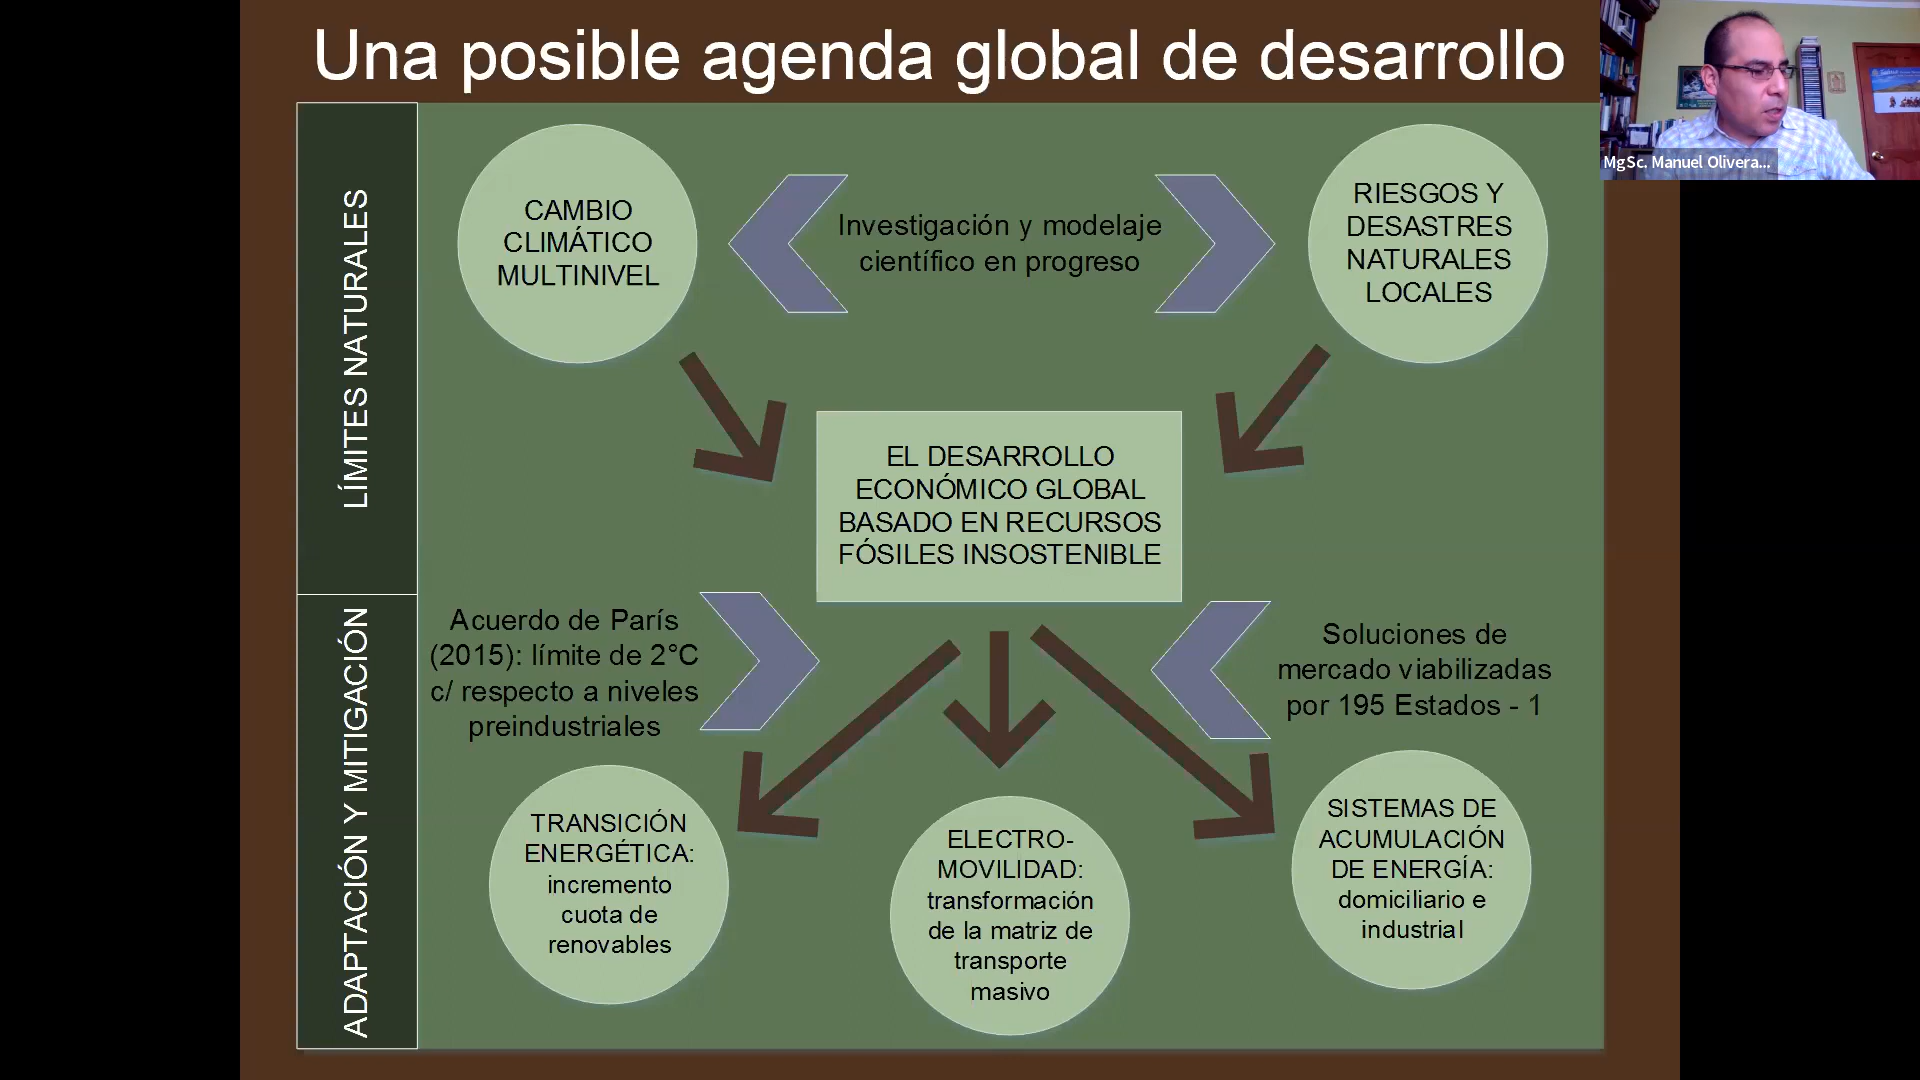 Una posible agenda global de desarrollo
MgSc. Manuel Olivera...
LÍMITES NATURALES
CAMBIO
CLIMÁTICO
MULTINIVEL
Investigación y modelaje
científico en progreso
RIESGOS Y
DESASTRES
NATURALES
LOCALES
EL DESARROLLO
ECONÓMICO GLOBAL
BASADO EN RECURSOS
FÓSILES INSOSTENIBLE
ADAPTACIÓN Y MITIGACIÓN
Acuerdo de París
(2015): límite de 2°C
c/ respecto a niveles
preindustriales
Soluciones de
mercado viabilizadas
por 195 Estados - 1
TRANSICIÓN
ENERGÉTICA:
incremento
cuota de
renovables
ELECTRO-
MOVILIDAD:
transformación
de la matriz de
transporte
masivo
SISTEMAS DE
ACUMULACIÓN
DE ENERGÍA:
domiciliario e
industrial